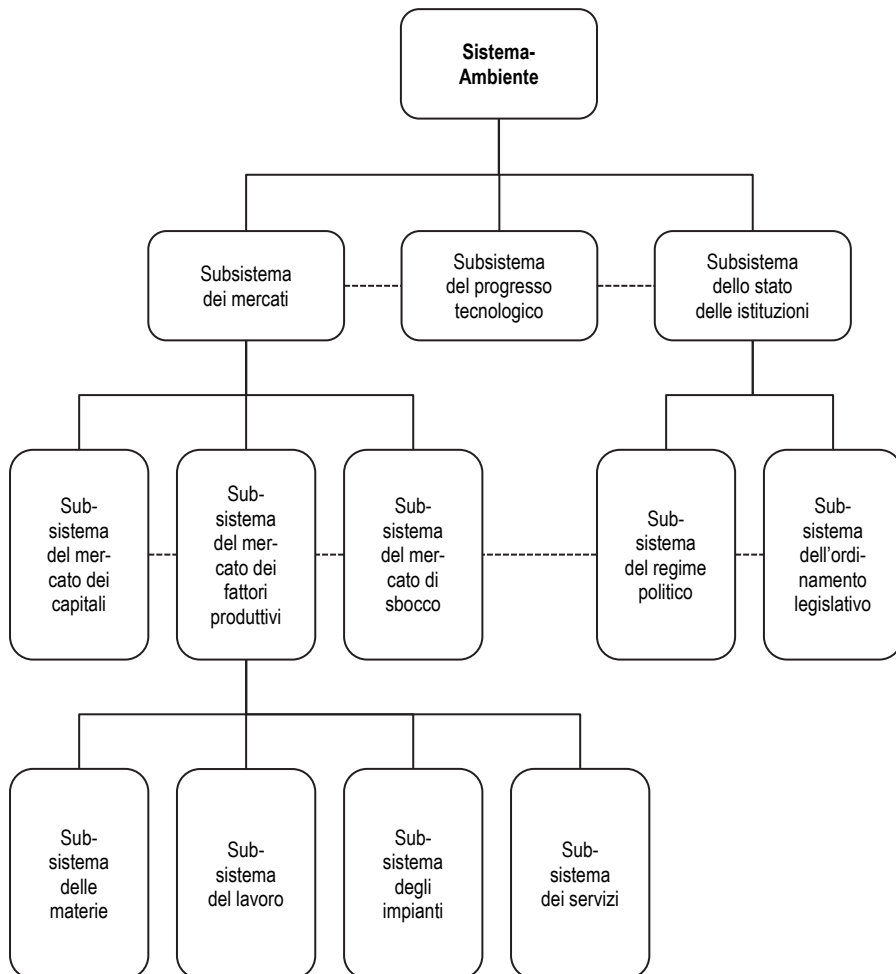 Sistema-
Ambiente
Subsistema
dei mercati
Subsistema
del progresso
tecnologico
Subsistema
dello stato
delle istituzioni
Sub-
sistema
del mer-
cato dei
capitali
Sub-
sistema
del mer-
cato dei
fattori
produttivi
Sub-
sistema
del mer-
cato di
sbocco
Sub-
sistema
del regime
politico
Sub-
sistema
dell’ordi-
namento
legislativo
Sub-
sistema
delle
materie
Sub-
sistema
del lavoro
Sub-
sistema
degli
impianti
Sub-
sistema
dei servizi